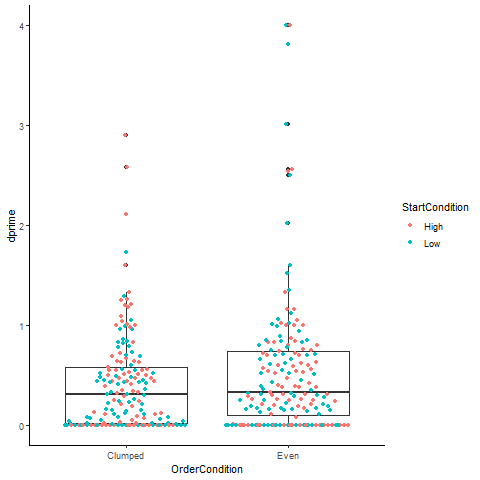 4
3
2
1
0
dprime
Clumped
Even
OrderCondition
StartCondition
High
Low